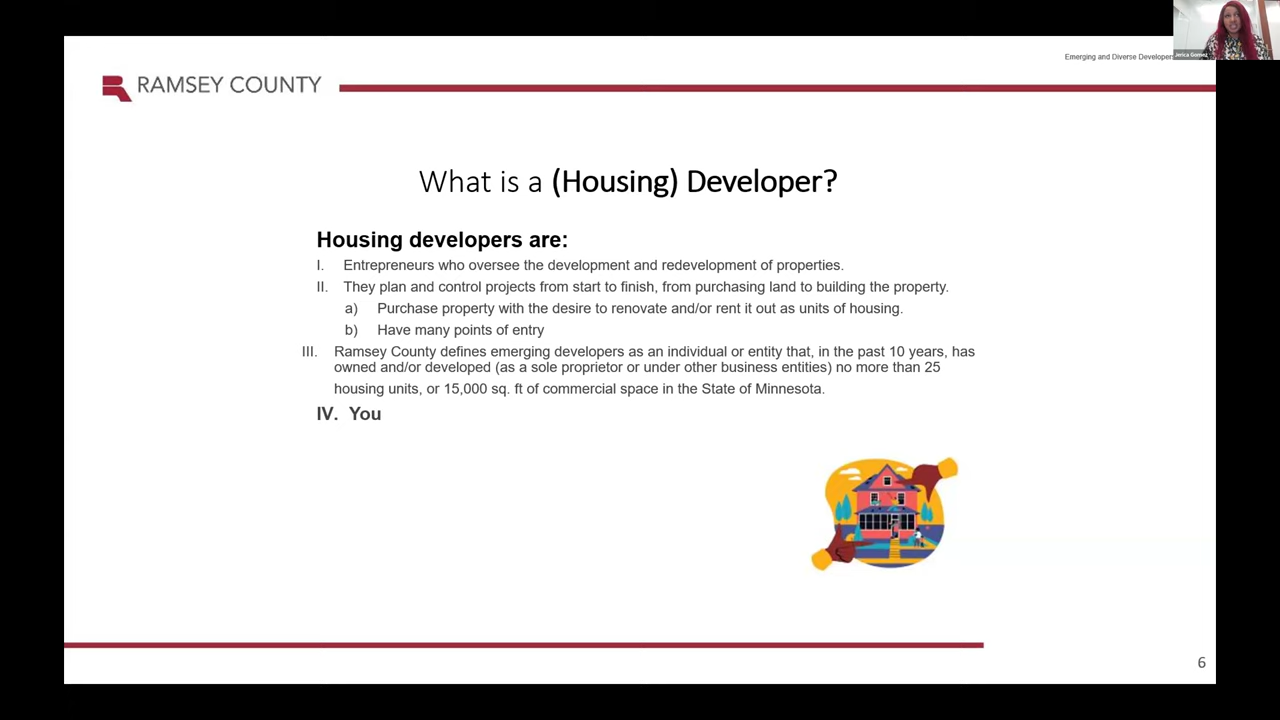 Emerging and Diverse Developers
Jerica Gomez
RAMSEY COUNTY
What is a (Housing) Developer?
Housing developers are:
I. Entrepreneurs who oversee the development and redevelopment of properties.
II. They plan and control projects from start to finish, from purchasing land to building the property.
a) Purchase property with the desire to renovate and/or rent it out as units of housing.
b) Have many points of entry
III. Ramsey County defines emerging developers as an individual or entity that, in the past 10 years, has
owned and/or developed (as a sole proprietor or under other business entities) no more than 25
housing units, or 15,000 sq. ft of commercial space in the State of Minnesota.
IV. You
6